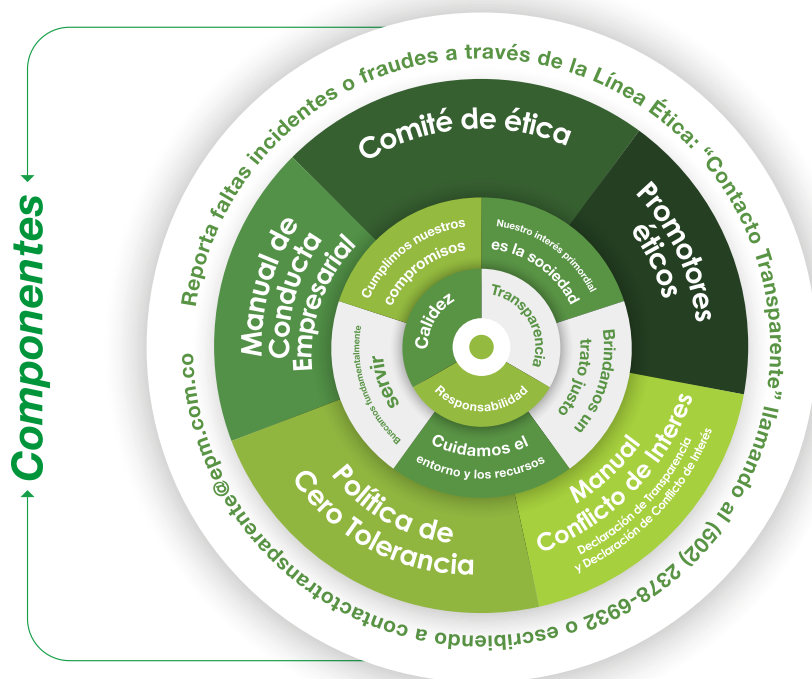 Componentes
Reporta faltas incidentes o fraudes a través de la Línea Ética: “Contacto Transparente” llamando al (502) 2378-6932 o escribiendo a contactotransparente@epm.com.co
Comité de ética
Promotores
éticos
Manual
Conflicto de Interes
Declaración de Transparencia
y Declaración de Conflicto de Interés
Política de
Cero Tolerancia
Manual de
Conducta
Empresarial
Cumplimos nuestros
compromisos
Nuestro interés primordial
es la sociedad
Brindamos un
trato justo
Cuidamos el
entorno y los recursos
Buscamos fundamentalmente
servir
Calidez
Transparencia
Responsabilidad